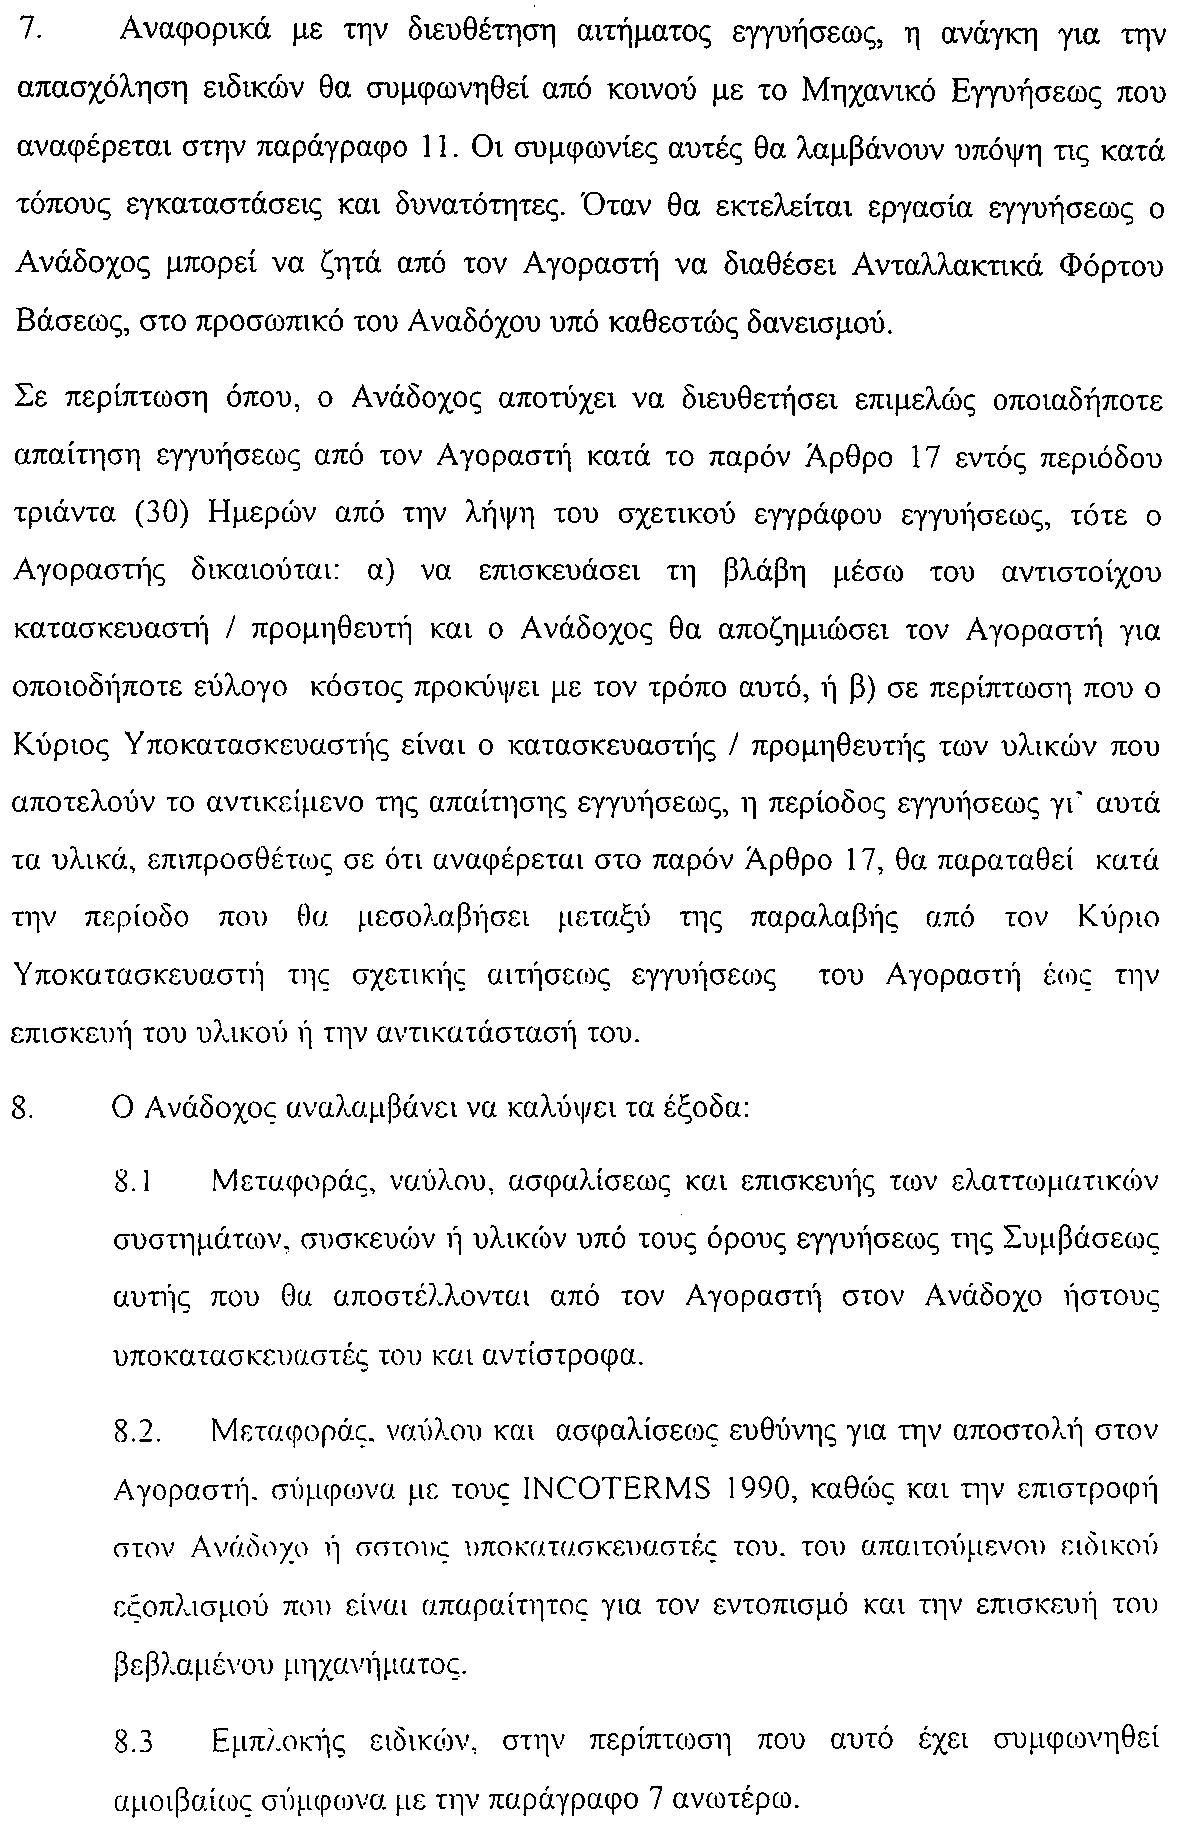 7. Αναφορικά με την διευθέτηση αιτήματος εγγυήσεως, η ανάγκη για την
απασχόληση ειδικών θα συμφωνηθεί από κοινού με το Μηχανικό Εγγυήσεως που
αναφέρεται στην παράγραφο 11. Οι συμφωνίες αυτές θα λαμβάνουν υπόψη τις κατά
τόπους εγκαταστάσεις και δυνατότητες. Όταν θα εκτελείται εργασία εγγυήσεως ο
Ανάδοχος μπορεί να ζητά από τον Αγοραστή να διαθέσει Ανταλλακτικά Φόρτου
Βάσεως, στο προσωπικό του Αναδόχου υπό καθεστώς δανεισμού.
Σε περίπτωση όπου, ο Ανάδοχος αποτύχει να διευθετήσει επιμελώς οποιαδήποτε
απαίτηση εγγυήσεως από τον Αγοραστή κατά το παρόν Άρθρο 17 εντός περιόδου
τριάντα (30) Ημερών από την λήψη του σχετικού εγγράφου εγγυήσεως, τότε ο
Αγοραστής δικαιούται: α) να επισκευάσει τη βλάβη μέσω του αντιστοίχου
κατασκευαστή / προμηθευτή και ο Ανάδοχος θα αποζημιώσει τον Αγοραστή για
οποιοδήποτε εύλογο κόστος προκύψει με τον τρόπο αυτό, ή β) σε περίπτωση που ο
Κύριος Υποκατασκευαστής είναι ο κατασκευαστής / προμηθευτής των υλικών που
αποτελούν το αντικείμενο της απαίτησης εγγυήσεως, η περίοδος εγγυήσεως γι' αυτά
τα υλικά, επιπροσθέτως σε ότι αναφέρεται στο παρόν Άρθρο 17, θα παραταθεί κατά
την περίοδο που θα μεσολαβήσει μεταξύ της παραλαβής από τον Κύριο
Υποκατασκευαστή της σχετικής αιτήσεως εγγυήσεως του Αγοραστή έως την
επισκευή του υλικού ή την αντικατάστασή του.
8. Ο Ανάδοχος αναλαμβάνει να καλύψει τα έξοδα:
8.1 Μεταφοράς, ναύλου, ασφαλίσεως και επισκευής των ελαττωματικών
συστημάτων, συσκευών ή υλικών υπό τους όρους εγγυήσεως της Συμβάσεως
αυτής που θα αποστέλλονται από τον Αγοραστή στον Ανάδοχο ήστους
υποκατασκευαστές του και αντίστροφα.
8.2. Μεταφοράς, ναύλου και ασφαλίσεως ευθύνης για την αποστολή στον
Αγοραστή, σύμφωνα με τους INCOTERMS 1990, καθώς και την επιστροφή
στον Ανάδοχο ή σστους υποκατασκευαστές του, του απαιτούμενου ειδικού
εξοπλισμού που είναι απαραίτητος για τον εντοπισμό και την επισκευή του
βεβλαμένου μηχανήματος.
8.3 Εμπλοκής ειδικών, στην περίπτωση που αυτό έχει συμφωνηθεί
αμοιβαίως σύμφωνα με την παράγραφο 7 ανωτέρω.